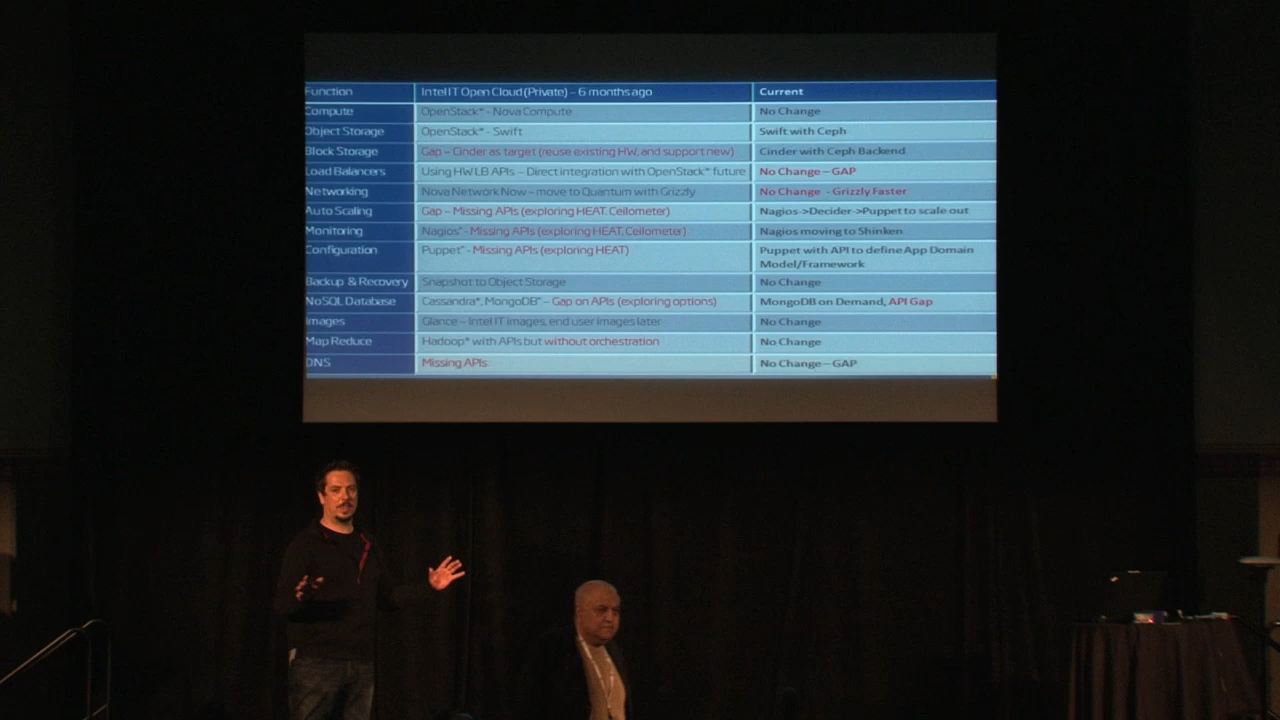 Function Intel IT Open Cloud (Private) – 6 months ago Current
Compute OpenStack* - Nova Compute No Change
Object Storage OpenStack* - Swift Swift with Ceph
Block Storage Gap – Cinder as target (reuse existing HW, and support new) Cinder with Ceph Backend
Load Balancers Using HW LB APIs – Direct integration with OpenStack* future No Change – GAP
Networking Nova Network Now – move to Quantum with Grizzly No Change - Grizzly Faster
Auto Scaling Gap – Missing APIs (exploring HEAT, Ceilometer) Nagios->Decider->Puppet to scale out
Monitoring Nagios* - Missing APIs (exploring HEAT, Ceilometer) Nagios moving to Shinken
Configuration Puppet* - Missing APIs (exploring HEAT) Puppet with API to define App Domain
Model/Framework
Backup & Recovery Snapshot to Object Storage No Change
NoSQL Database Cassandra*, MongoDB* – Gap on APIs (exploring options) MongoDB on Demand, API Gap
Images Glance – Intel IT images, end user images later No Change
Map Reduce Hadoop* with APIs but without orchestration No Change
DNS Missing APIs No Change – GAP